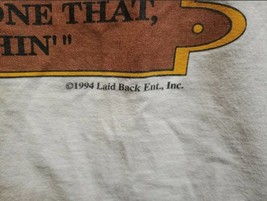 ONE THAT,
HIN'"
©1994 Laid Back Ent., Inc.